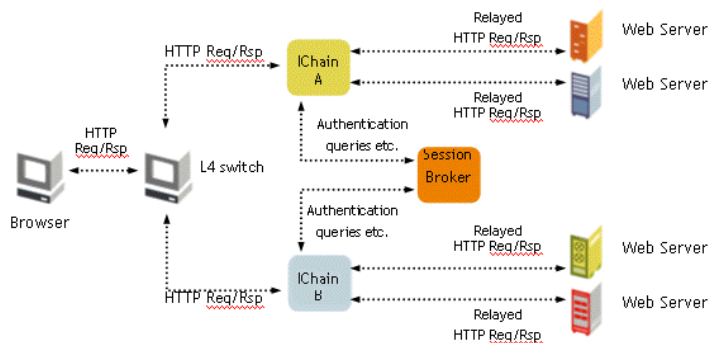 Relayed
HTTP Req/Rsp
Web Server
HTTP Req/Rsp
IChain
A
Relayed
HTTP Req/Rsp
Web Server
Authentication
queries etc.
HTTP
Req/Rsp
L4 switch
Session
Broker
Browser
Authentication
queries etc.
Relayed
HTTP Req/Rsp
Web Server
IChain
B
HTTP Req/Rsp
Relayed
HTTP Req/Rsp
Web Server